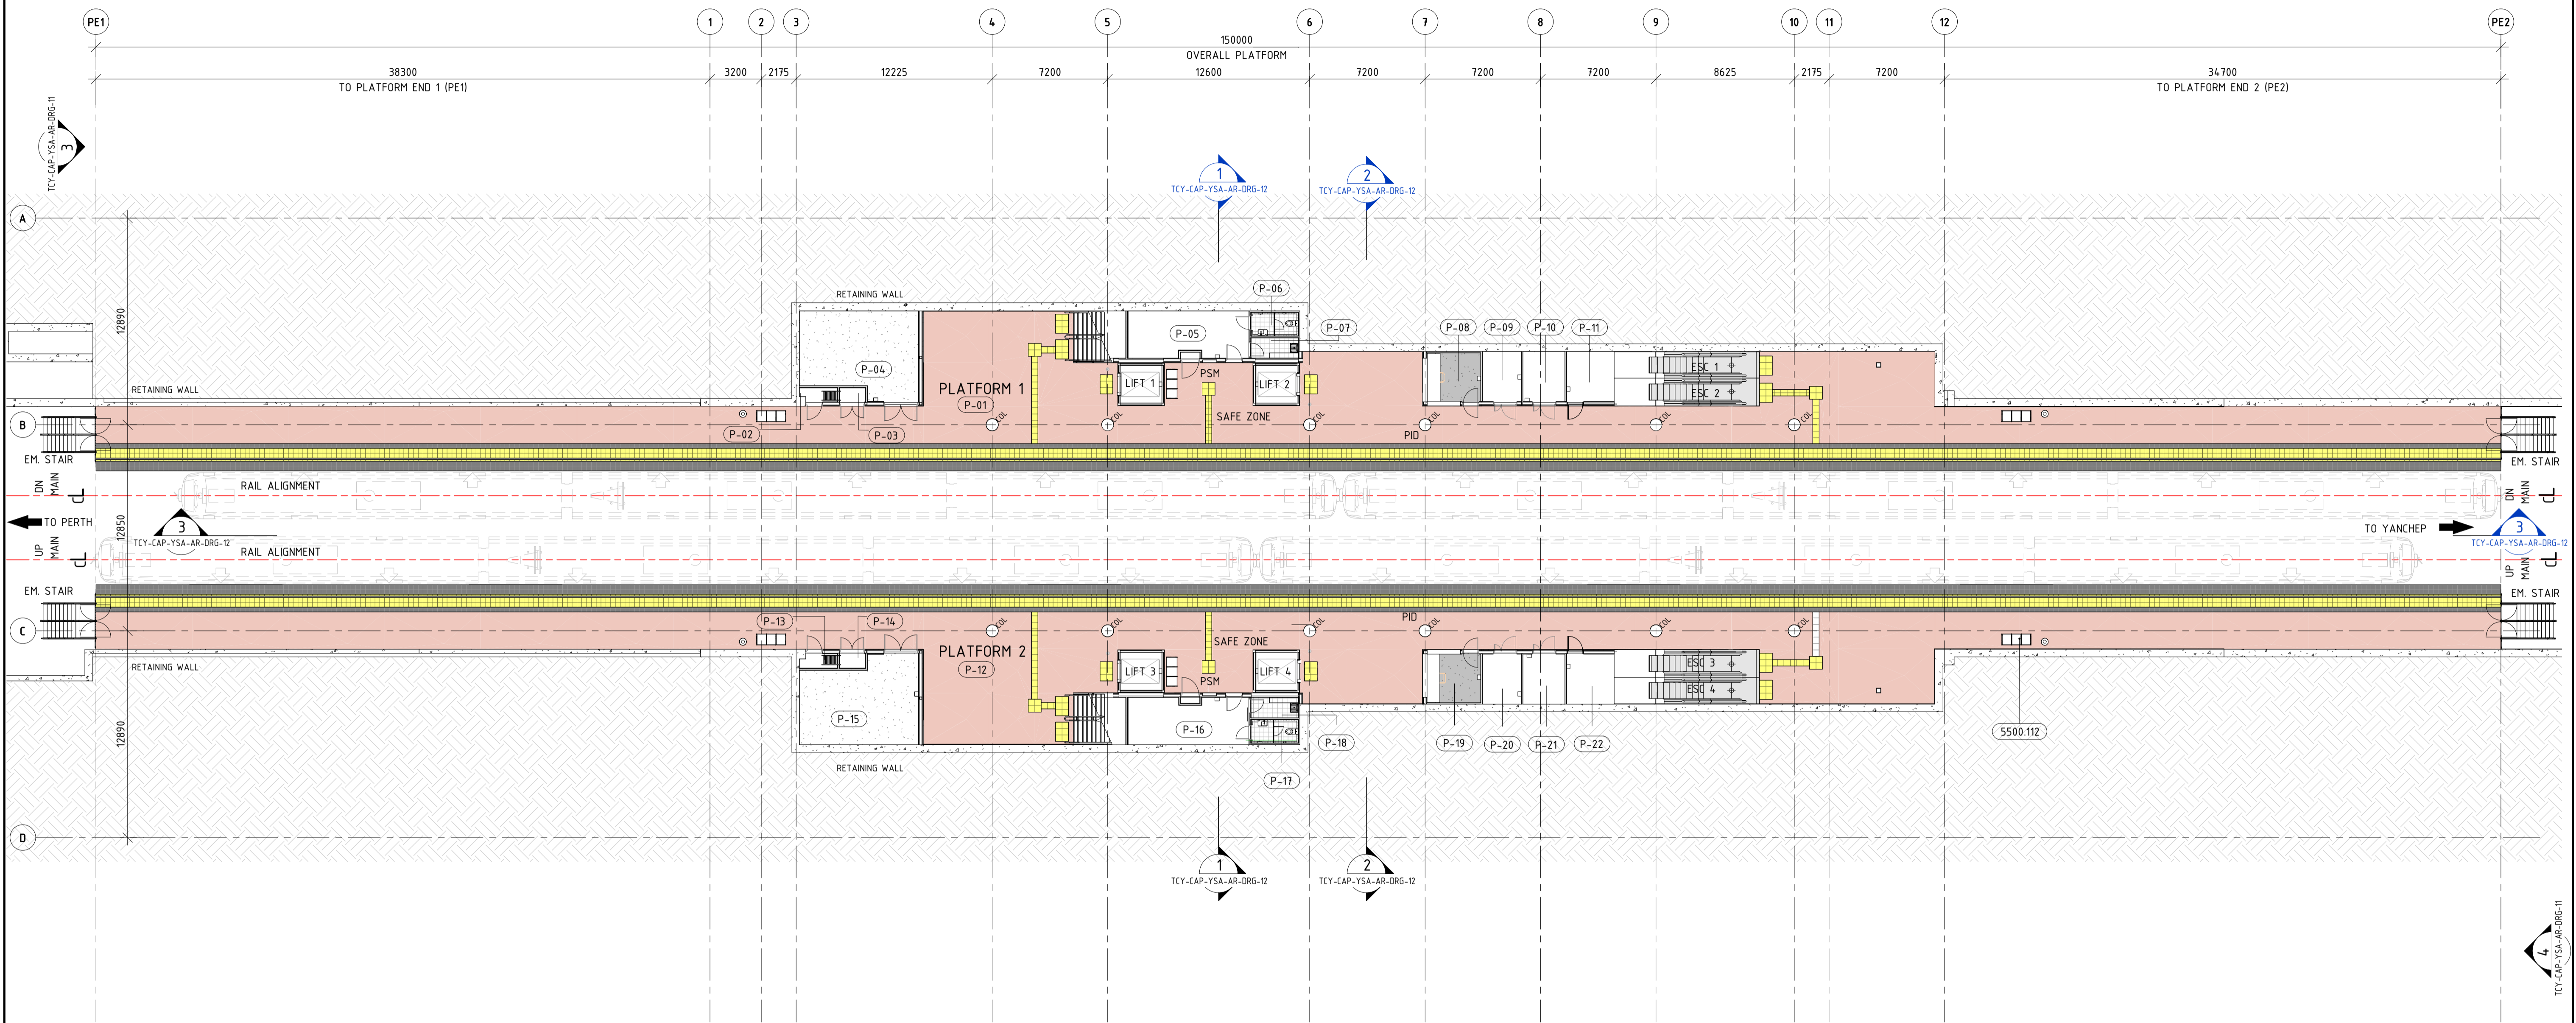 PE1 1 2 3 4 5 6 7 8 9 10 11 12 PE2
150000
OVERALL PLATFORM
38300 3200 2175 12225 7200 12600 7200 7200 7200 8625 2175 7200 34700
TO PLATFORM END 1 (PE1) TO PLATFORM END 2 (PE2)
3
TCY-CAP-YSA-AR-DRG-11
1
TCY-CAP-YSA-AR-DRG-12
2
TCY-CAP-YSA-AR-DRG-12
A
12890
RETAINING WALL
P-06
P-07
P-05
P-08 P-09 P-10 P-11
P-04
RETAINING WALL
PLATFORM 1
P-01
LIFT 1
PSM
LIFT 2
ESC 1
ESC 2
SAFE ZONE
B
COL COL COL COL COL COL
P-02
P-03
PID
EM. STAIR
EM. STAIR
DN MAIN
CL
RAIL ALIGNMENT
DN MAIN
CL
TO PERTH
12850
3
TCY-CAP-YSA-AR-DRG-12
TO YANCHEP
3
TCY-CAP-YSA-AR-DRG-12
UP MAIN
CL
RAIL ALIGNMENT
UP MAIN
CL
EM. STAIR
EM. STAIR
P-13
P-14
PID
C
COL COL COL COL COL COL
SAFE ZONE
PLATFORM 2
P-12
LIFT 3
PSM
LIFT 4
ESC 3
ESC 4
RETAINING WALL
P-15
P-16
P-18
P-19 P-20 P-21 P-22
5500.112
12890
RETAINING WALL
P-17
D
1
TCY-CAP-YSA-AR-DRG-12
2
TCY-CAP-YSA-AR-DRG-12
4
TCY-CAP-YSA-AR-DRG-11